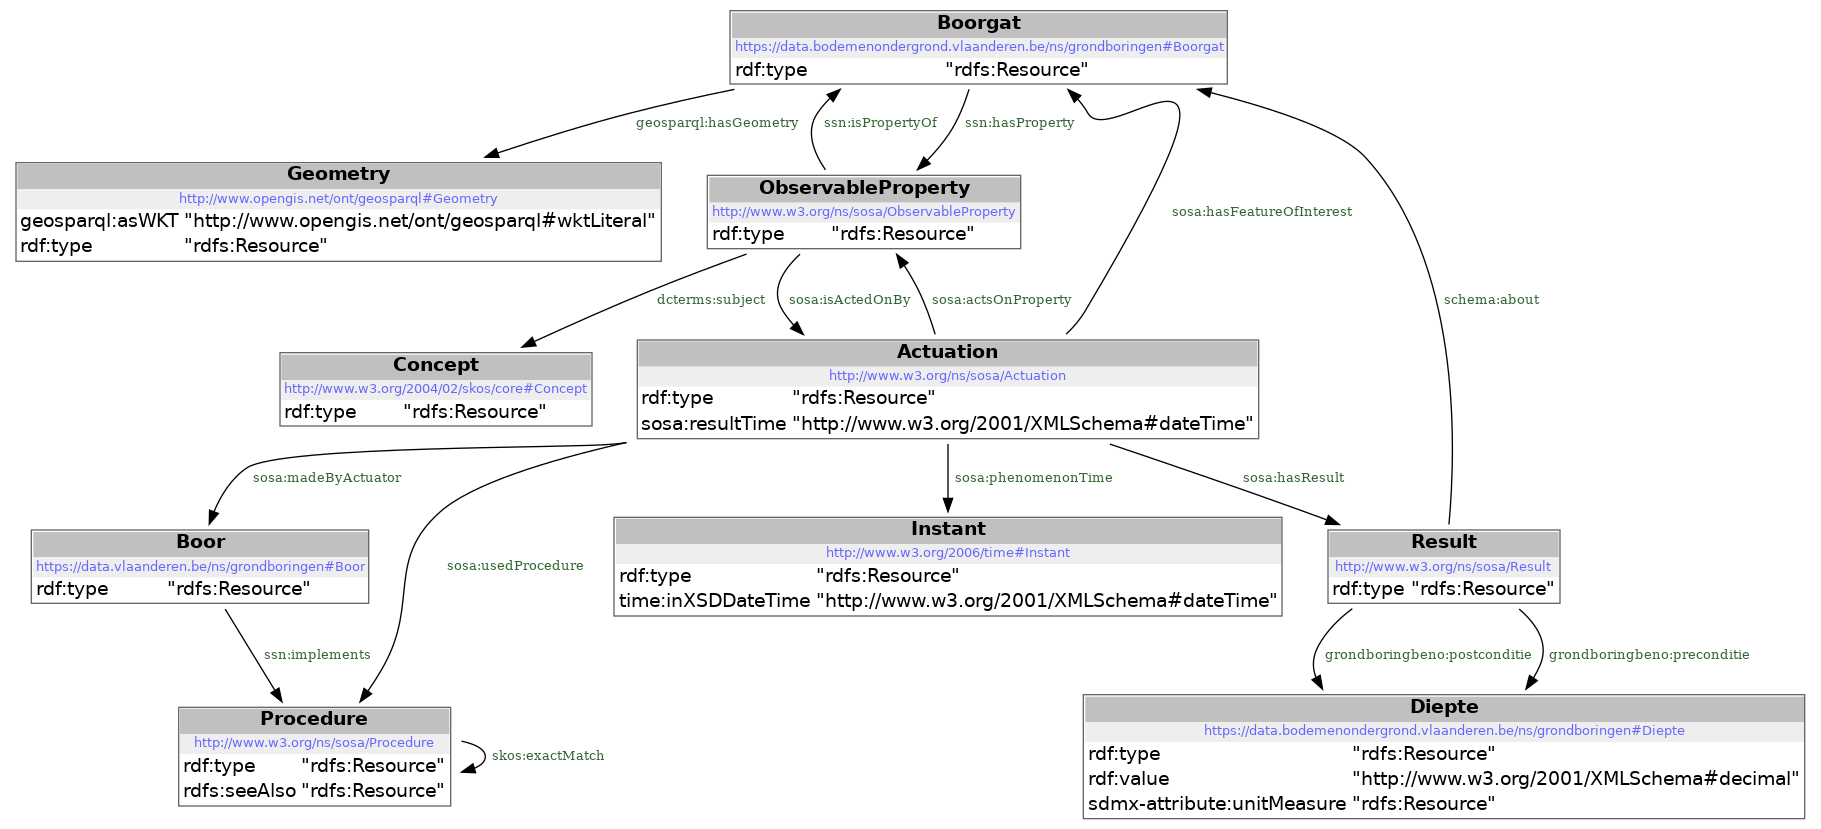 Boorgat
https://data.bodemenondergrond.vlaanderen.be/ns/grondboringen#Boorgat
rdf:type "rdfs:Resource"
geosparql:hasGeometry
ssn:isPropertyOf
ssn:hasProperty
Geometry
http://www.opengis.net/ont/geosparql#Geometry
geosparql:asWKT "http://www.opengis.net/ont/geosparql#wktLiteral"
rdf:type "rdfs:Resource"
ObservableProperty
http://www.w3.org/ns/sosa/ObservableProperty
rdf:type "rdfs:Resource"
sosa:hasFeatureOfInterest
dcterms:subject
sosa:isActedOnBy
sosa:actsOnProperty
schema:about
Concept
http://www.w3.org/2004/02/skos/core#Concept
rdf:type "rdfs:Resource"
Actuation
http://www.w3.org/ns/sosa/Actuation
rdf:type "rdfs:Resource"
sosa:resultTime "http://www.w3.org/2001/XMLSchema#dateTime"
sosa:madeByActuator
sosa:phenomenonTime
sosa:hasResult
Boor
https://data.vlaanderen.be/ns/grondboringen#Boor
rdf:type "rdfs:Resource"
sosa:usedProcedure
Instant
http://www.w3.org/2006/time#Instant
rdf:type "rdfs:Resource"
time:inXSDDateTime "http://www.w3.org/2001/XMLSchema#dateTime"
Result
http://www.w3.org/ns/sosa/Result
rdf:type "rdfs:Resource"
ssn:implements
grondboringbeno:postconditie
grondboringbeno:preconditie
Procedure
http://www.w3.org/ns/sosa/Procedure
rdf:type "rdfs:Resource"
rdfs:seeAlso "rdfs:Resource"
skos:exactMatch
Diepte
https://data.bodemenondergrond.vlaanderen.be/ns/grondboringen#Diepte
rdf:type "rdfs:Resource"
rdf:value "http://www.w3.org/2001/XMLSchema#decimal"
sdmx-attribute:unitMeasure "rdfs:Resource"